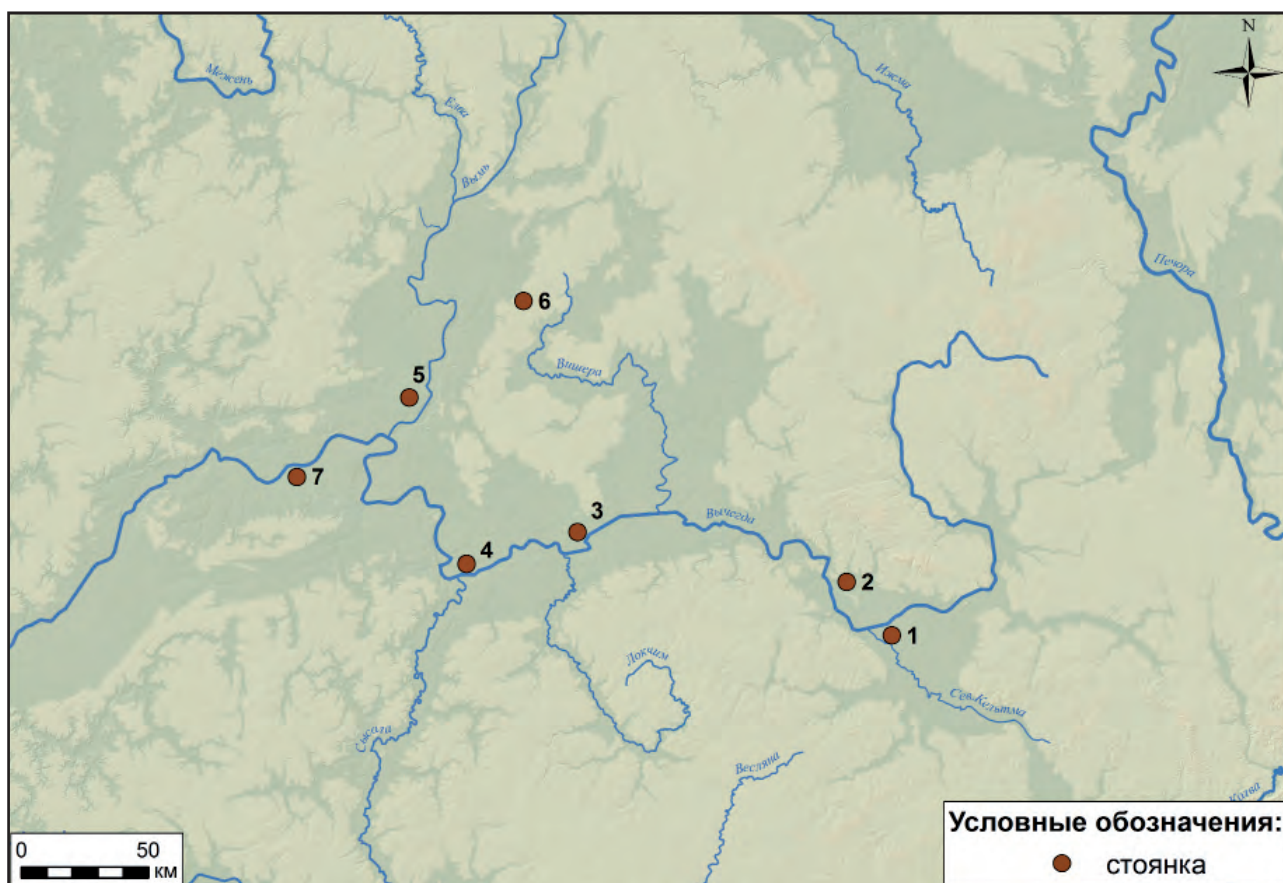 N
Мезень
Елва
Вымь
Ижма
Печора
6
Вишера
5
7
3
Вычегда
4
2
1
Локчим
Сев.Кельтма
Сысола
Весляна
Колва
Условные обозначения:
стоянка
0 50
КМ